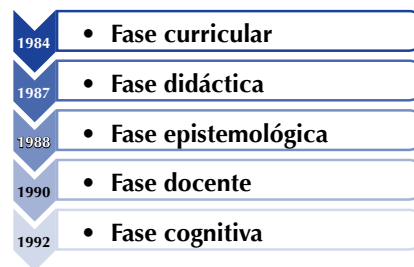 1984 • Fase curricular
1987 • Fase didáctica
1988 • Fase epistemológica
1990 • Fase docente
1992 • Fase cognitiva